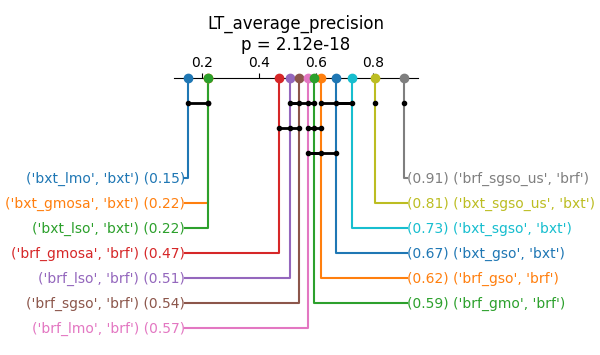 LT_average_precision
p = 2.12e-18
0.2 0.4 0.6 0.8
('bxt_lmo', 'bxt') (0.15)
('bxt_gmosa', 'bxt') (0.22)
('bxt_lso', 'bxt') (0.22)
('brf_gmosa', 'brf') (0.47)
('brf_lso', 'brf') (0.51)
('brf_sgso', 'brf') (0.54)
('brf_lmo', 'brf') (0.57)
(0.91) ('brf_sgso_us', 'brf')
(0.81) ('bxt_sgso_us', 'bxt')
(0.73) ('bxt_sgso', 'bxt')
(0.67) ('bxt_gso', 'bxt')
(0.62) ('brf_gso', 'brf')
(0.59) ('brf_gmo', 'brf')